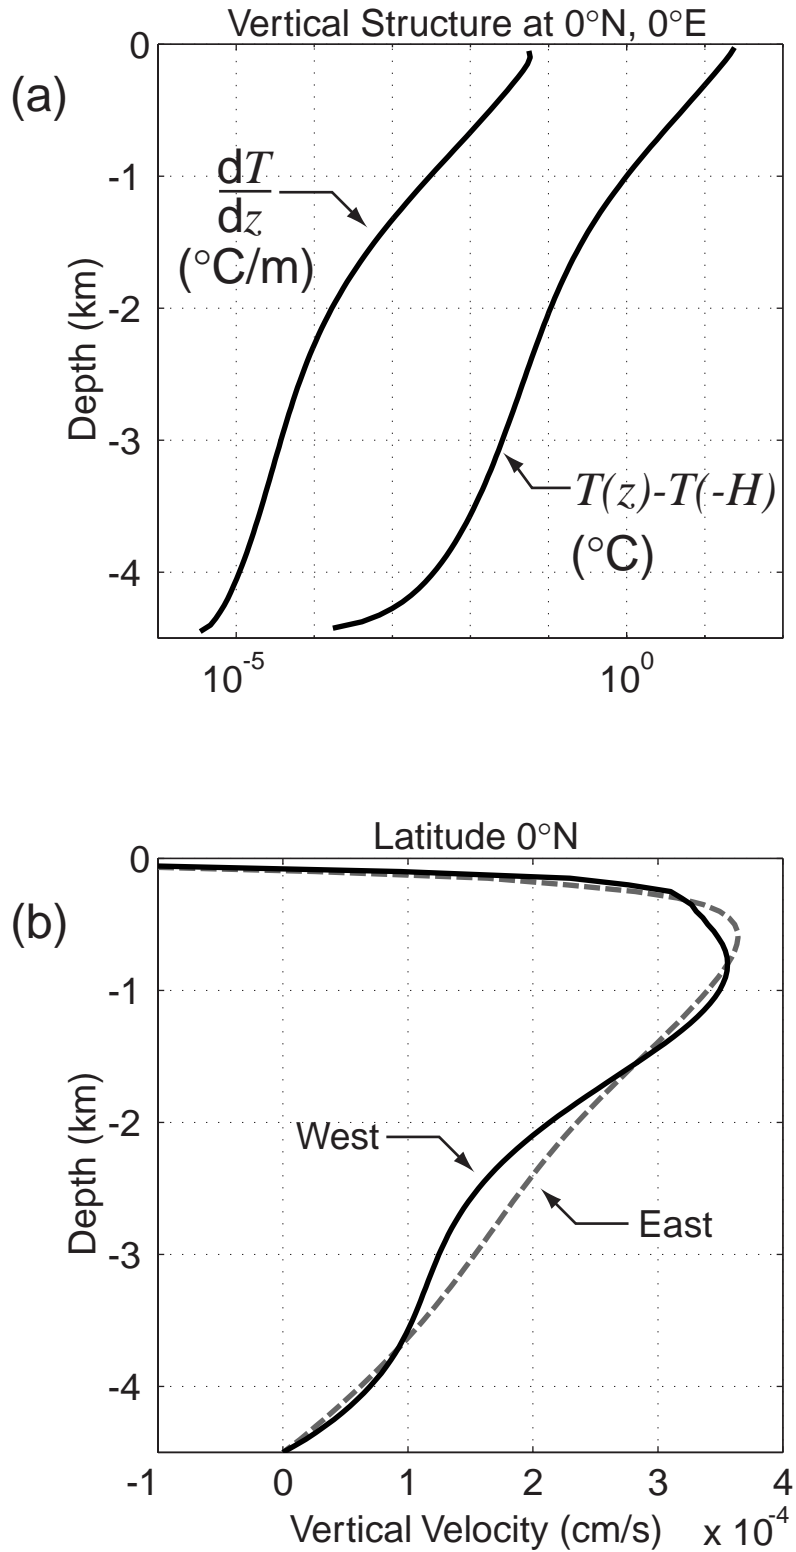 Vertical Structure at 0°N, 0°E
(a)
0
-1
-2
-3
-4
Depth (km)
dT
dz
(°C/m)
T(z)-T(-H)
(°C)
10-5
100
Latitude 0°N
(b)
0
-1
-2
-3
-4
Depth (km)
West
East
-1 0 1 2 3 4
Vertical Velocity (cm/s) x 10-4